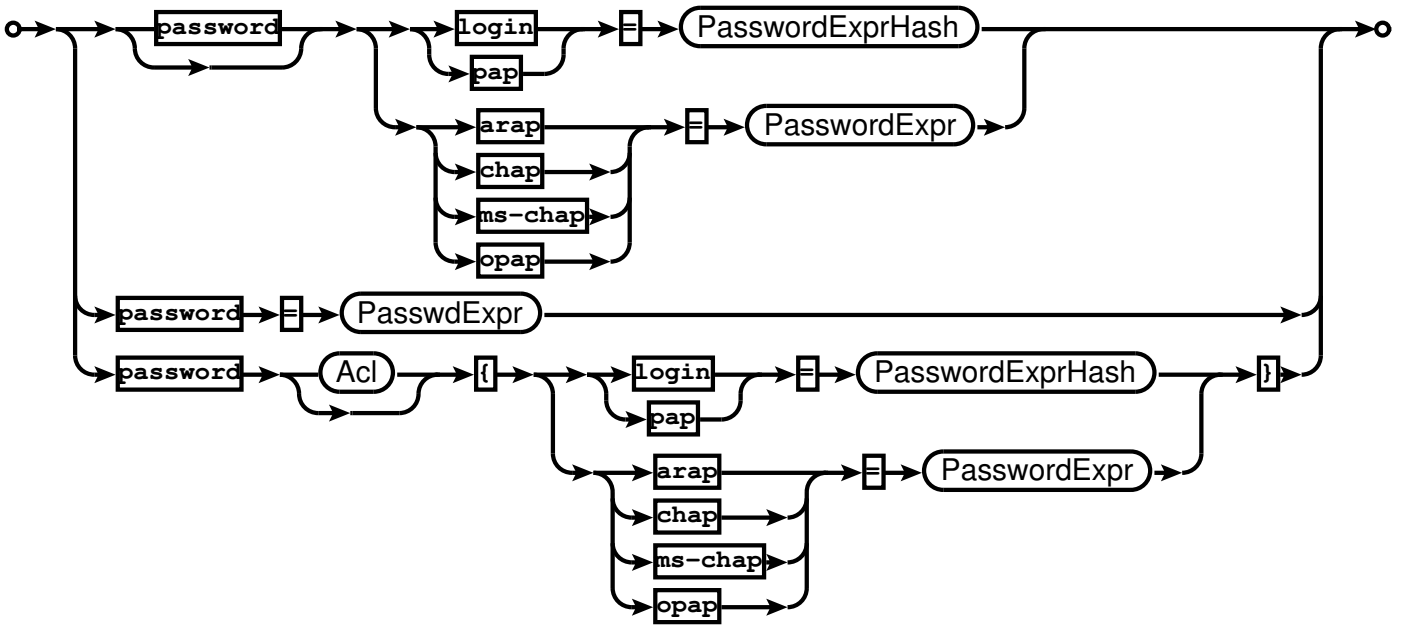 password login = PasswordExprHash
pap
arap = PasswordExpr
chap
ms-chap
opap
password = PasswdExpr
password Acl { login = PasswordExprHash }
pap
arap = PasswordExpr
chap
ms-chap
opap